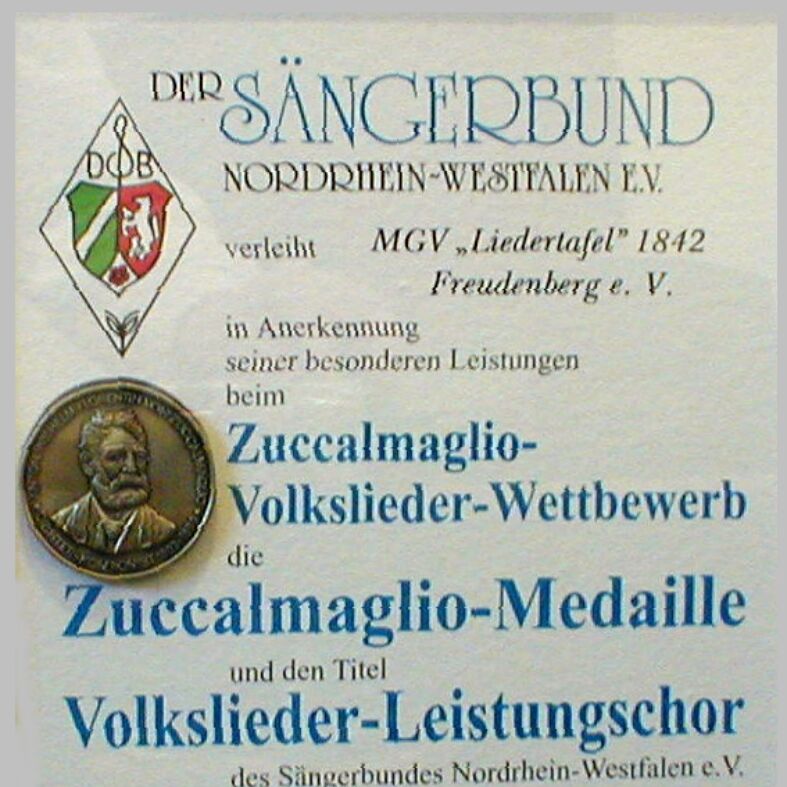 DER SÄNGERBUND
NORDRHEIN-WESTFALEN E.V.
D B
verleiht MGV „Liedertafel” 1842
Freudenberg e. V.
in Anerkennung
seiner besonderen Leistungen
beim
Zuccalmaglio-
Volkslieder-Wettbewerb
die
Zuccalmaglio-Medaille
und den Titel
Volkslieder-Leistungschor
des Sängerbundes Nordrhein-Westfalen e.V.